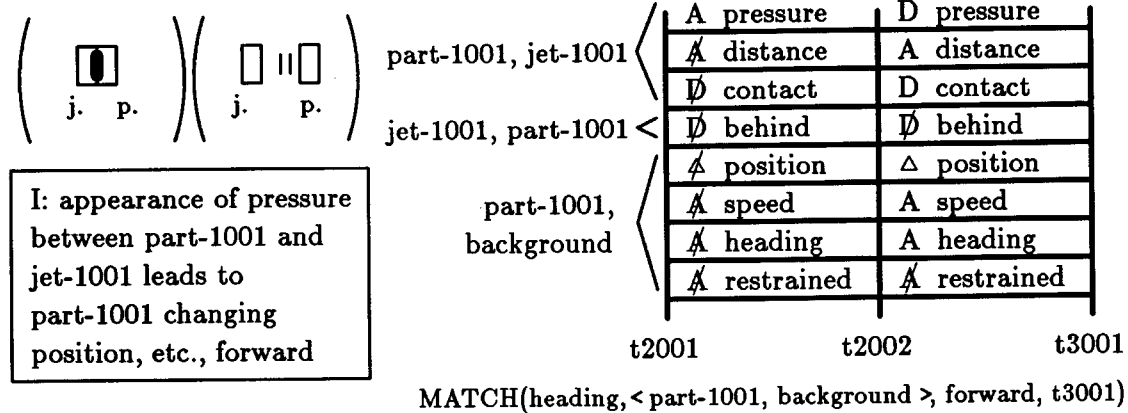 j. p.
j. p.
I: appearance of pressure
between part-1001 and
jet-1001 leads to
part-1001 changing
position, etc., forward
part-1001, jet-1001
jet-1001, part-1001
part-1001,
background
A pressure D pressure
A̸ distance A distance
D̸ contact D contact
D̸ behind D̸ behind
△̸ position △ position
A̸ speed A speed
A̸ heading A heading
A̸ restrained A̸ restrained
t2001 t2002 t3001
MATCH(heading,< part-1001, background >, forward, t3001)